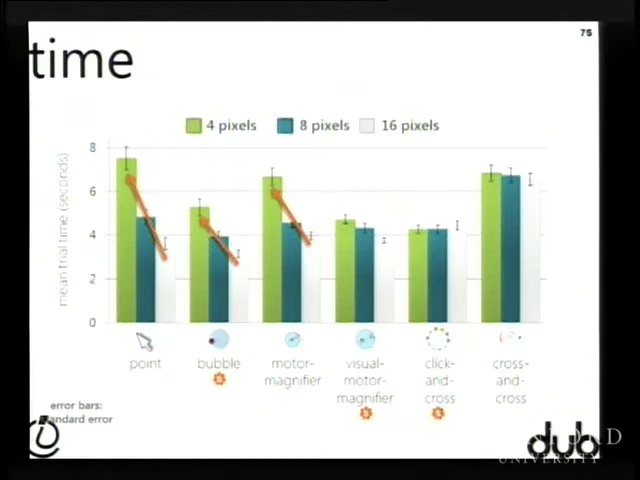 75
time
4 pixels 8 pixels 16 pixels
mean trial time (seconds)
8
6
4
2
0
point
bubble
motor-
magnifier
visual-
motor-
magnifier
click-
and-
cross
cross-
and-
cross
error bars:
standard error
dub
UNIVERSITY